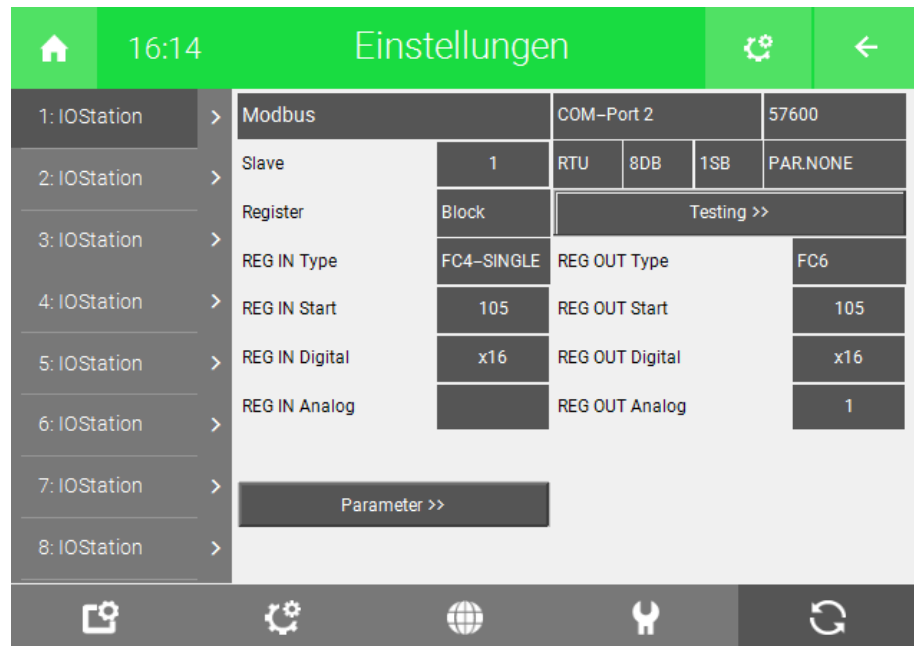 16:14 Einstellungen
1: IOStation >
2: IOStation >
3: IOStation >
4: IOStation >
5: IOStation >
6: IOStation >
7: IOStation >
8: IOStation >
Modbus COM–Port 2 57600
Slave 1 RTU 8DB 1SB PAR.NONE
Register Block Testing >>
REG IN Type FC4–SINGLE REG OUT Type FC6
REG IN Start 105 REG OUT Start 105
REG IN Digital x16 REG OUT Digital x16
REG IN Analog REG OUT Analog 1
Parameter >>